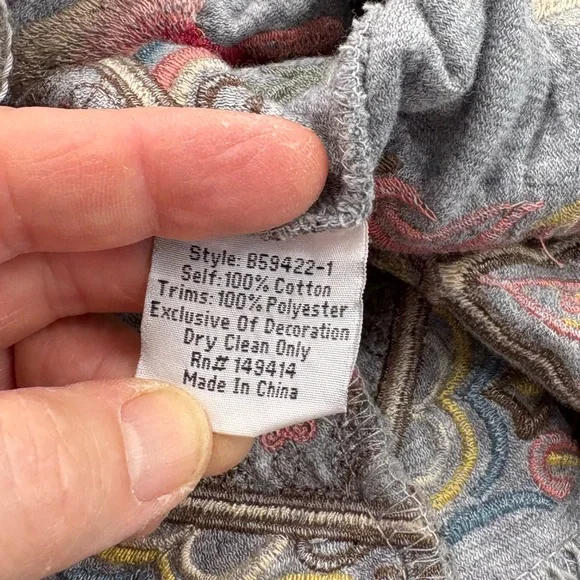 Style: B59422-1
Self:100% Cotton
Trims:100% Polyester
Exclusive Of Decoration
Dry Clean Only
Rn# 149414
Made In China